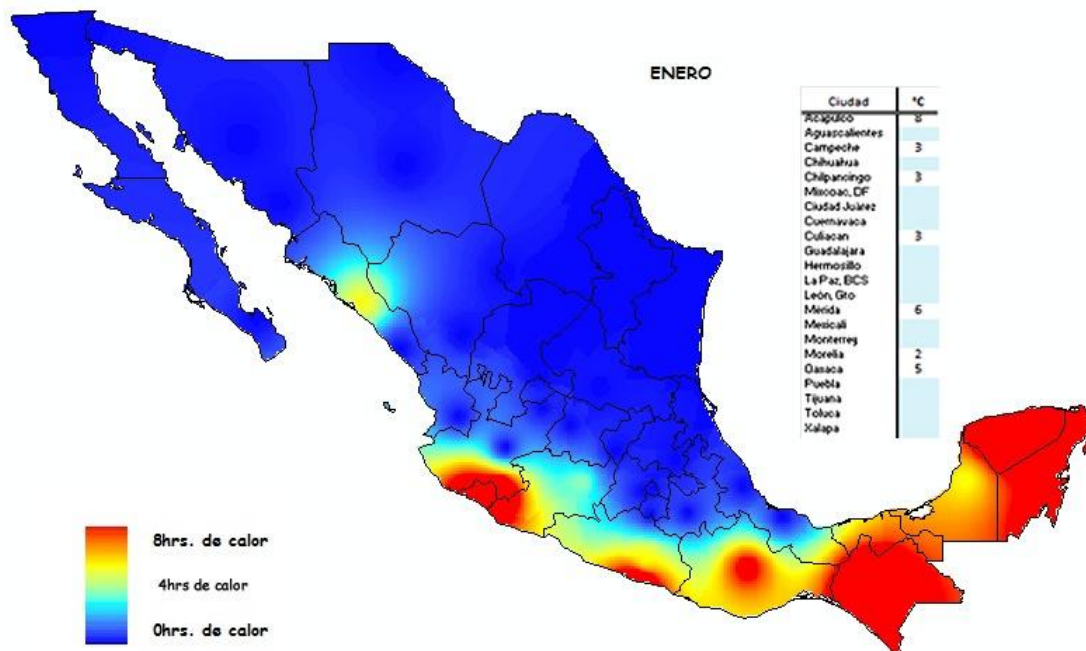 ENERO
Ciudad °C
Acapulco 8
Aguascalientes
Campeche 3
Chihuahua
Chilpancingo 3
Mixcoac, DF
Ciudad Juárez
Cuernavaca
Culiacan 3
Guadalajara
Hermosillo
La Paz, BCS
León, Gto
Merida 6
Mexicali
Monterrey
Morelia 2
Oaxaca 5
Puebla
Tijuana
Toluca
Xalapa
8hrs. de calor
4hrs de calor
0hrs. de calor